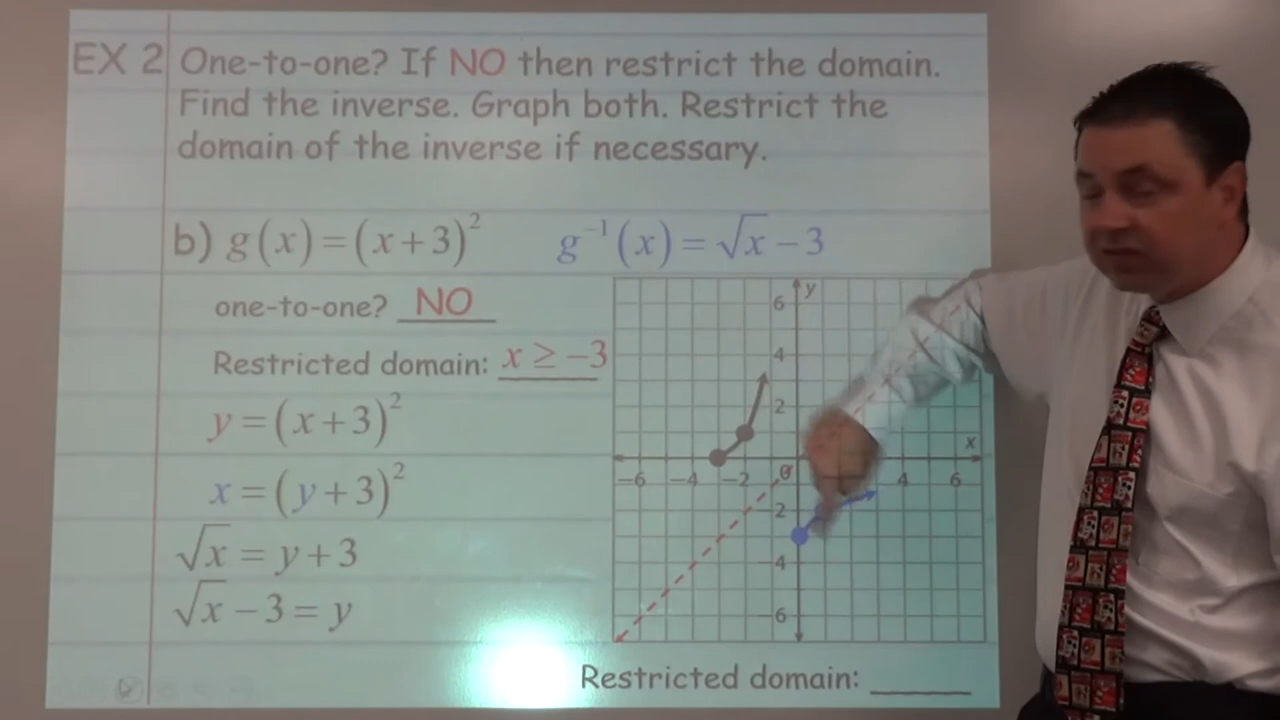 EX 2 One-to-one? If NO then restrict the domain.
Find the inverse. Graph both. Restrict the
domain of the inverse if necessary.
b) g(x)=(x+3)² g⁻¹(x)=√x−3
one-to-one? NO
Restricted domain: x ≥ −3
y=(x+3)²
x=(y+3)²
√x=y+3
√x−3=y
y
6
4
2
x
−6 −4 −2 0 4 6
−2
−4
−6
Restricted domain: ______